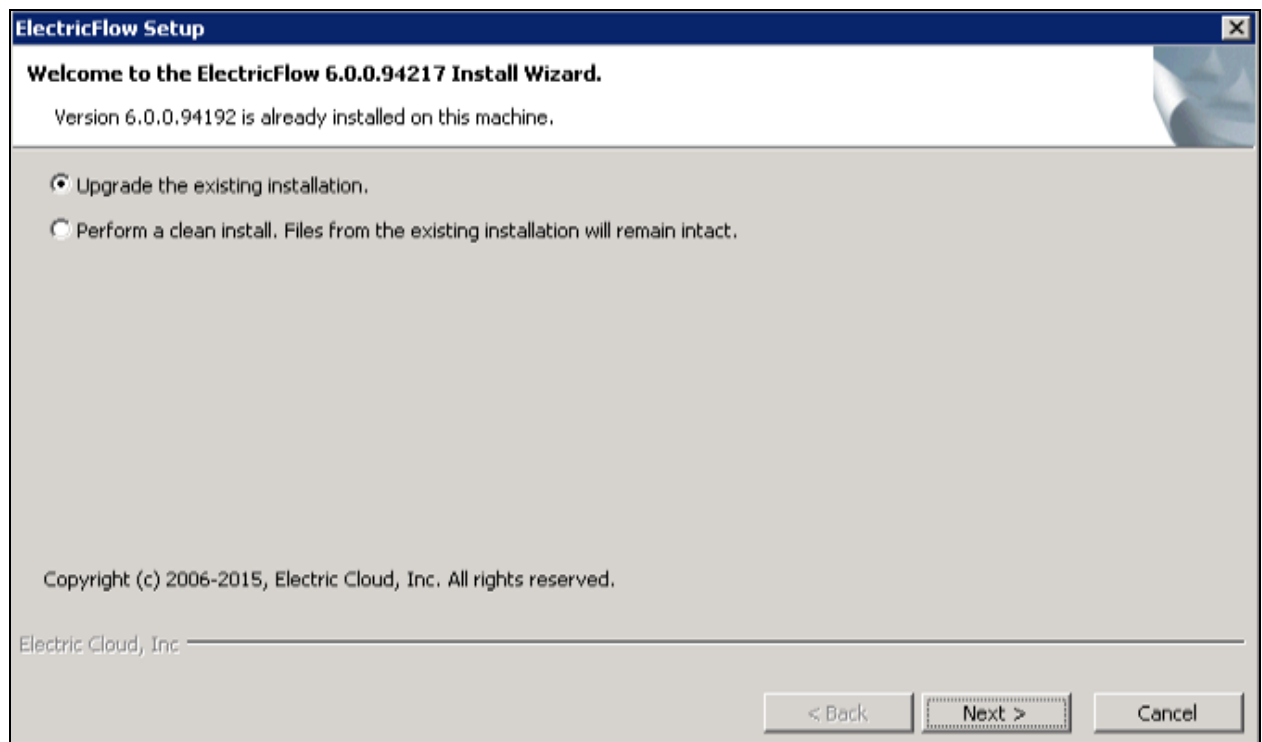 ElectricFlow Setup
Welcome to the ElectricFlow 6.0.0.94217 Install Wizard.
Version 6.0.0.94192 is already installed on this machine.
Upgrade the existing installation.
Perform a clean install. Files from the existing installation will remain intact.
Copyright (c) 2006-2015, Electric Cloud, Inc. All rights reserved.
Electric Cloud, Inc
< Back Next > Cancel